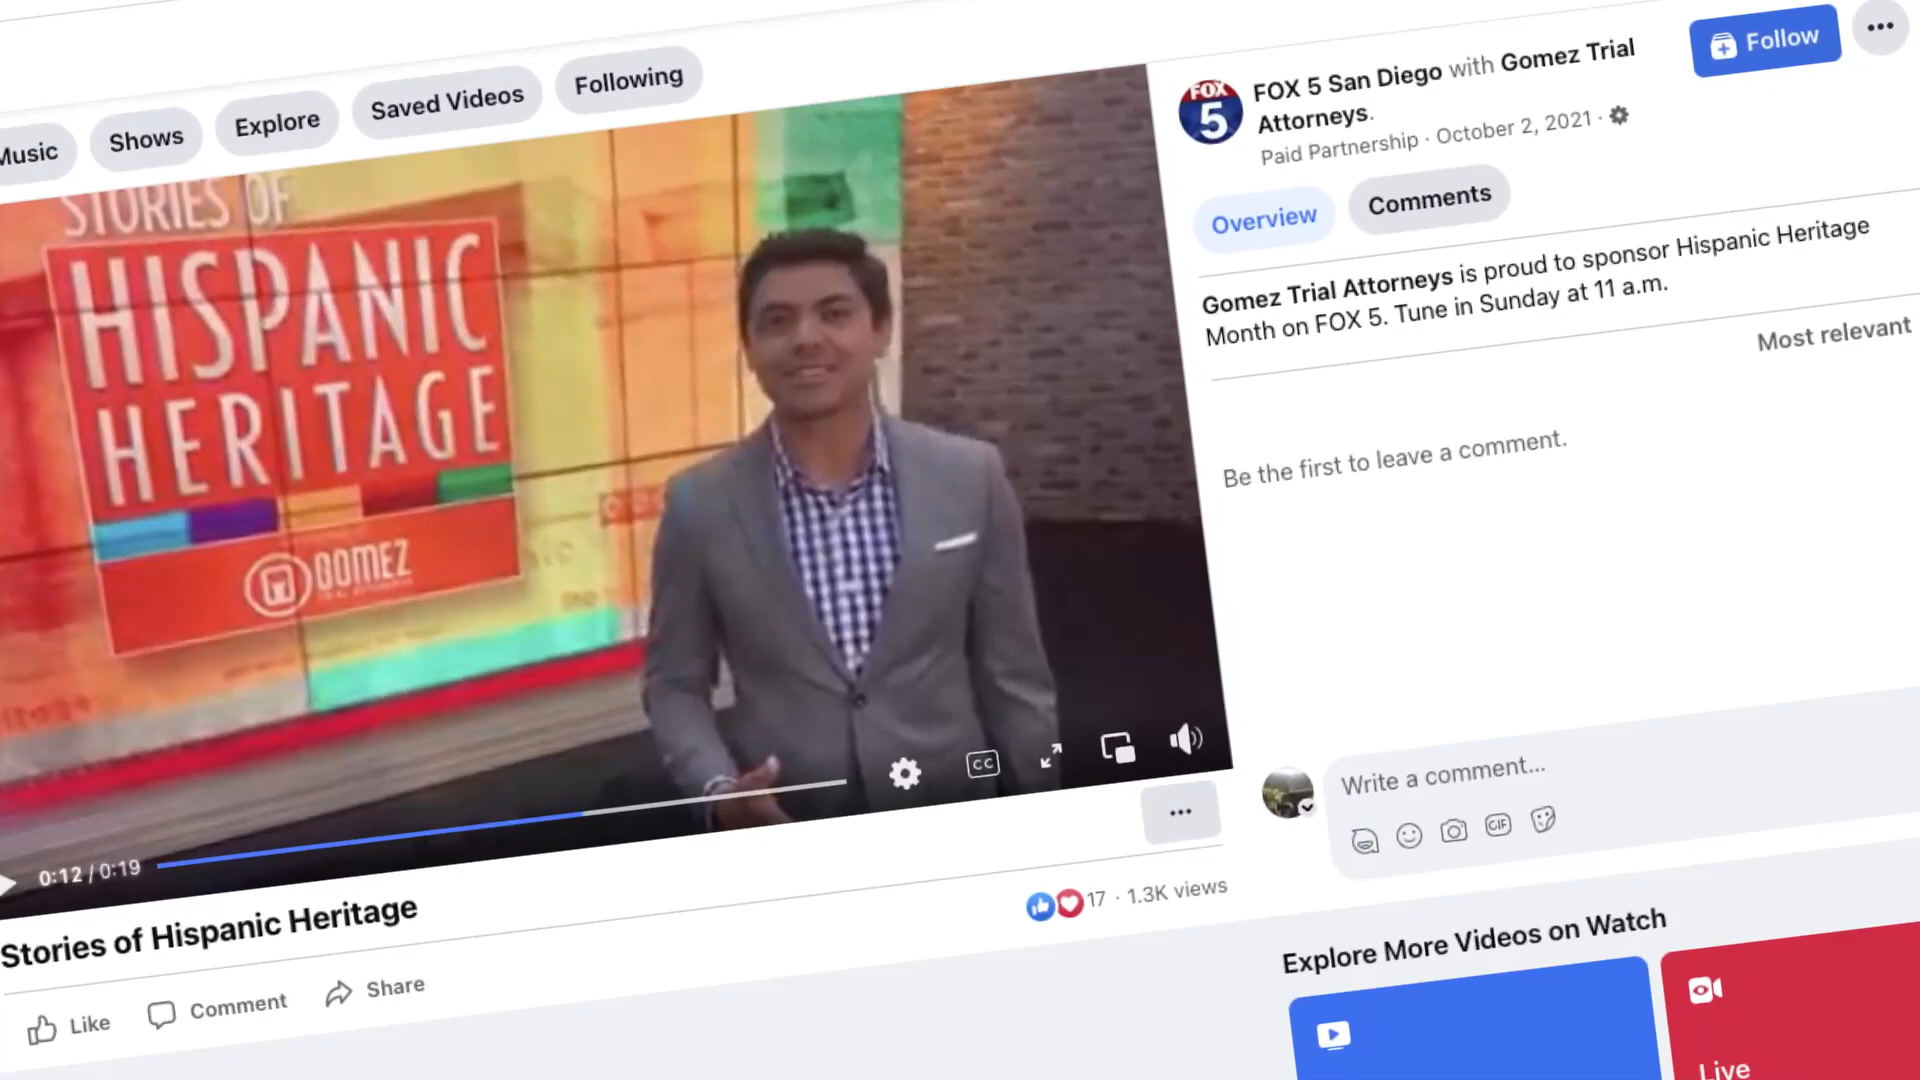 Music
Shows
Explore
Saved Videos
Following
STORIES OF
HISPANIC
HERITAGE
GOMEZ
0:12 / 0:19
CC
Stories of Hispanic Heritage
17 · 1.3K views
Like
Comment
Share
FOX
5
FOX 5 San Diego with Gomez Trial
Attorneys.
Paid Partnership · October 2, 2021 ·
Follow
Overview
Comments
Gomez Trial Attorneys is proud to sponsor Hispanic Heritage
Month on FOX 5. Tune in Sunday at 11 a.m.
Most relevant
Be the first to leave a comment.
Write a comment...
GIF
Explore More Videos on Watch
Live